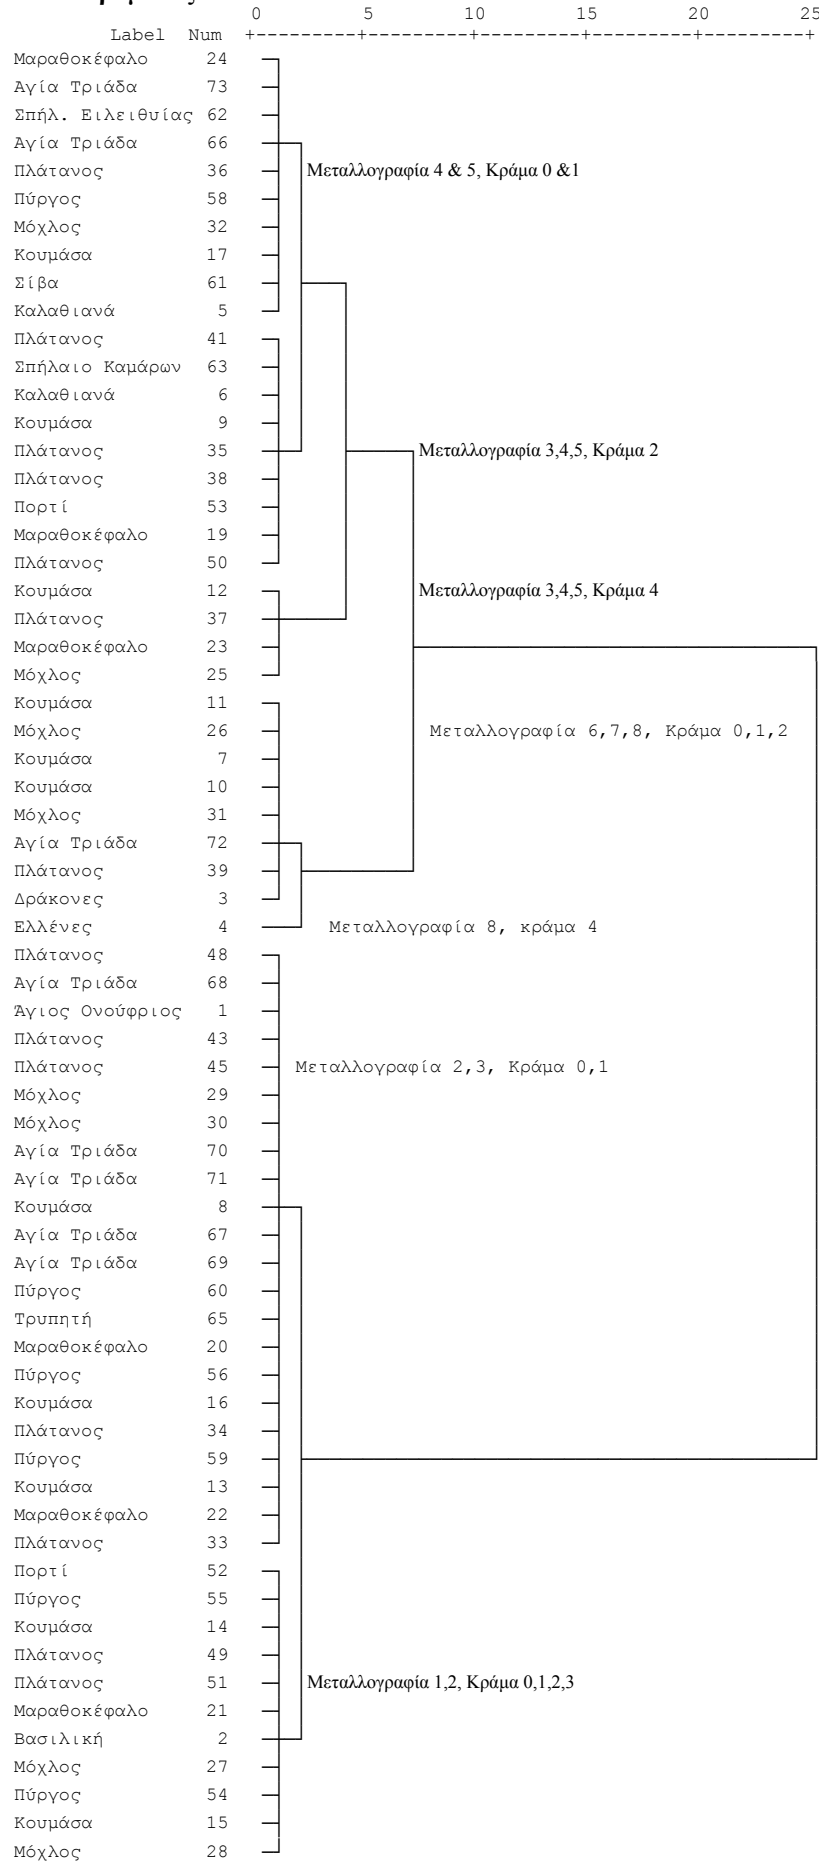 0 5 10 15 20 25
Label Num +---------+---------+---------+---------+---------+
Μαραθοκέφαλο 24
Αγία Τριάδα 73
Σπήλ. Ειλειθυίας 62
Αγία Τριάδα 66
Πλάτανος 36 Μεταλλογραφία 4 & 5, Κράμα 0 &1
Πύργος 58
Μόχλος 32
Κουμάσα 17
Σίβα 61
Καλαθιανά 5
Πλάτανος 41
Σπήλαιο Καμάρων 63
Καλαθιανά 6
Κουμάσα 9
Πλάτανος 35 Μεταλλογραφία 3,4,5, Κράμα 2
Πλάτανος 38
Πορτί 53
Μαραθοκέφαλο 19
Πλάτανος 50
Κουμάσα 12 Μεταλλογραφία 3,4,5, Κράμα 4
Πλάτανος 37
Μαραθοκέφαλο 23
Μόχλος 25
Κουμάσα 11
Μόχλος 26 Μεταλλογραφία 6,7,8, Κράμα 0,1,2
Κουμάσα 7
Κουμάσα 10
Μόχλος 31
Αγία Τριάδα 72
Πλάτανος 39
Δράκονες 3
Ελλένες 4 Μεταλλογραφία 8, κράμα 4
Πλάτανος 48
Αγία Τριάδα 68
Άγιος Ονούφριος 1
Πλάτανος 43
Πλάτανος 45 Μεταλλογραφία 2,3, Κράμα 0,1
Μόχλος 29
Μόχλος 30
Αγία Τριάδα 70
Αγία Τριάδα 71
Κουμάσα 8
Αγία Τριάδα 67
Αγία Τριάδα 69
Πύργος 60
Τρυπητή 65
Μαραθοκέφαλο 20
Πύργος 56
Κουμάσα 16
Πλάτανος 34
Πύργος 59
Κουμάσα 13
Μαραθοκέφαλο 22
Πλάτανος 33
Πορτί 52
Πύργος 55
Κουμάσα 14
Πλάτανος 49
Πλάτανος 51 Μεταλλογραφία 1,2, Κράμα 0,1,2,3
Μαραθοκέφαλο 21
Βασιλική 2
Μόχλος 27
Πύργος 54
Κουμάσα 15
Μόχλος 28